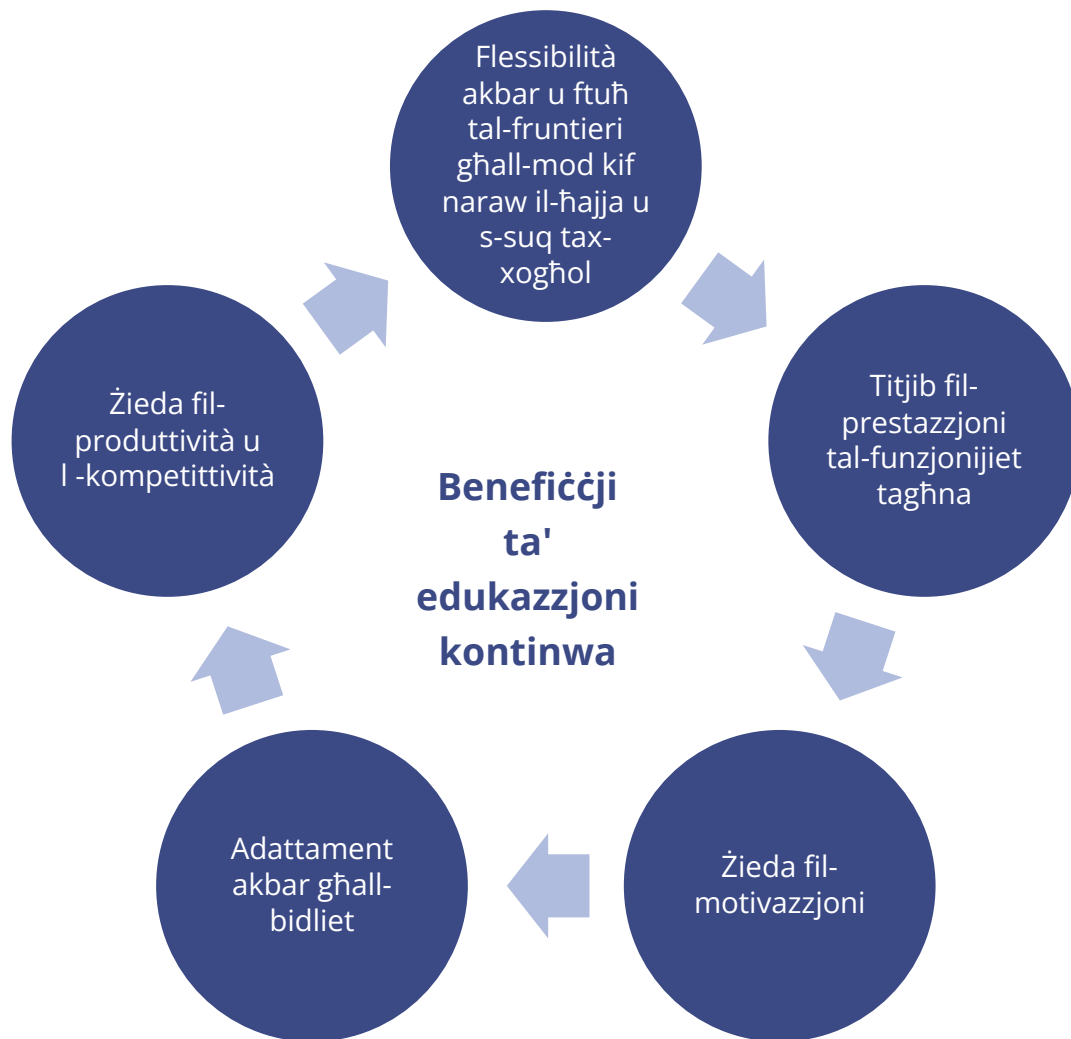 Flessibilità
akbar u ftuħ
tal-fruntieri
għall-mod kif
naraw il-ħajja u
s-suq tax-
xogħol
Titjib fil-
prestazzjoni
tal-funzjonijiet
tagħna
Żieda fil-
motivazzjoni
Adattament
akbar għall-
bidliet
Żieda fil-
produttività u
l -kompetittività
Benefiċċji
ta'
edukazzjoni
kontinwa